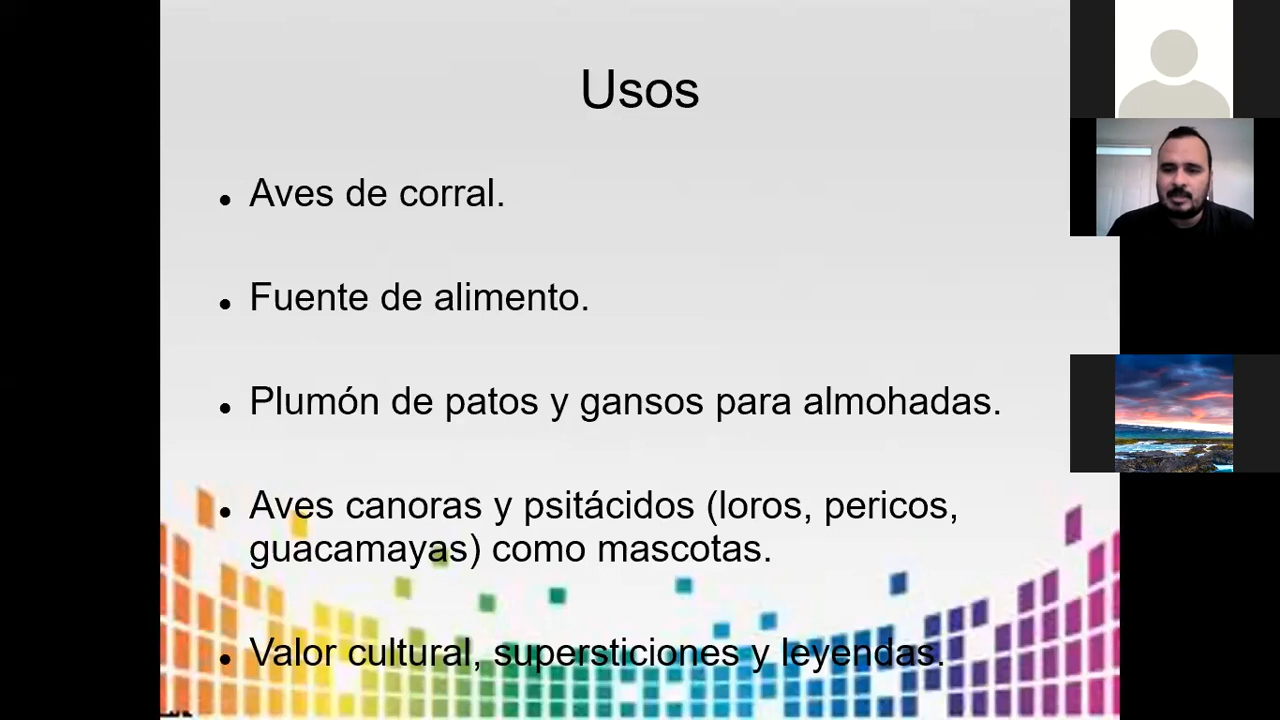 Usos
Aves de corral.
Fuente de alimento.
Plumón de patos y gansos para almohadas.
Aves canoras y psitácidos (loros, pericos,
guacamayas) como mascotas.
Valor cultural, supersticiones y leyendas.